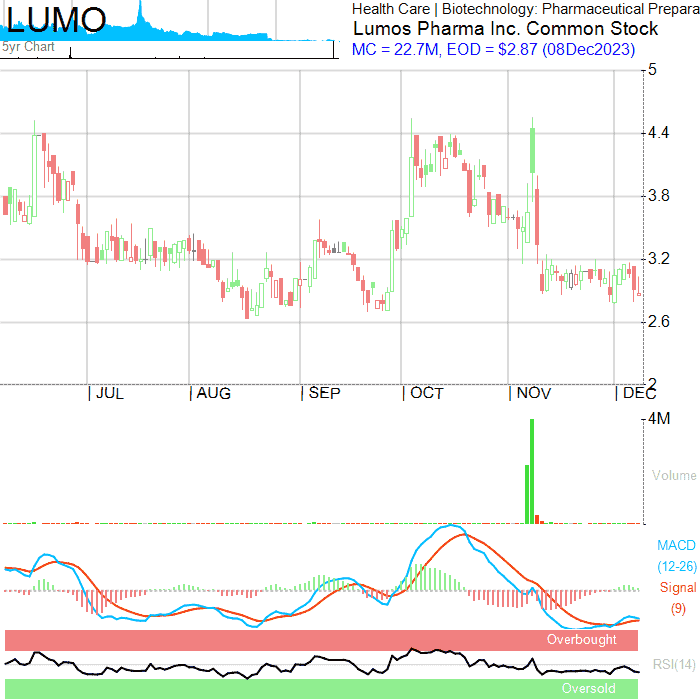 LUMO
5yr Chart
Health Care | Biotechnology: Pharmaceutical Prepara
Lumos Pharma Inc. Common Stock
MC = 22.7M, EOD = $2.87 (08Dec2023)
5
4.4
3.8
3.2
2.6
2
JUL
AUG
SEP
OCT
NOV
DEC
4M
Volume
MACD
(12-26)
Signal
(9)
Overbought
RSI(14)
Oversold